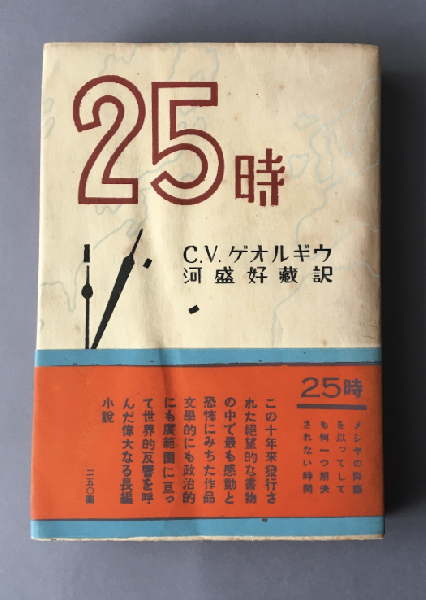 25時
C.V.ゲオルギウ
河盛好藏訳
25時
メシヤの降臨
を以ってして
も何一つ解決
されない時間
この十年来發行さ
れた絶望的な書物
の中で最も感動と
恐怖にみちた作品
文學的にも政治的
にも廣範囲に亘っ
て世界的反響を呼
んだ偉大なる長編
小説
二五〇圓